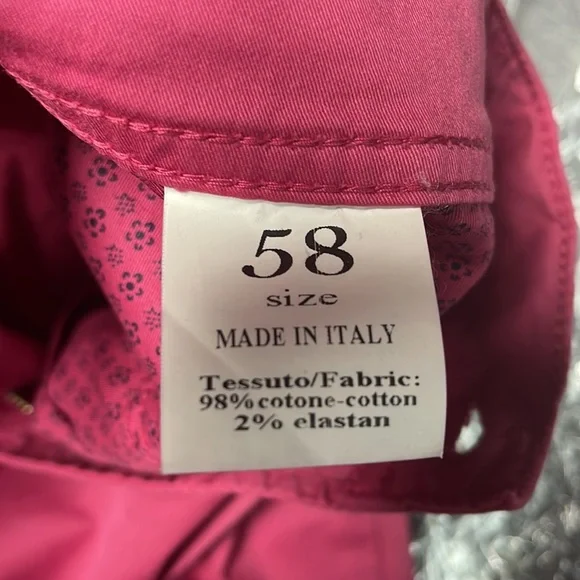 58
size
MADE IN ITALY
Tessuto/Fabric:
98% cotone-cotton
2% elastan